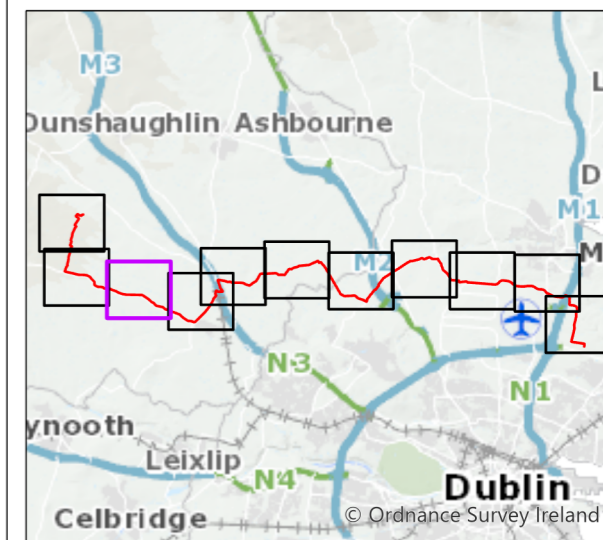 M3
L
Dunshaughlin Ashbourne
D
M1
M
M2
N3
N1
ynooth
Leixlip
N4
Dublin
Celbridge
© Ordnance Survey Ireland